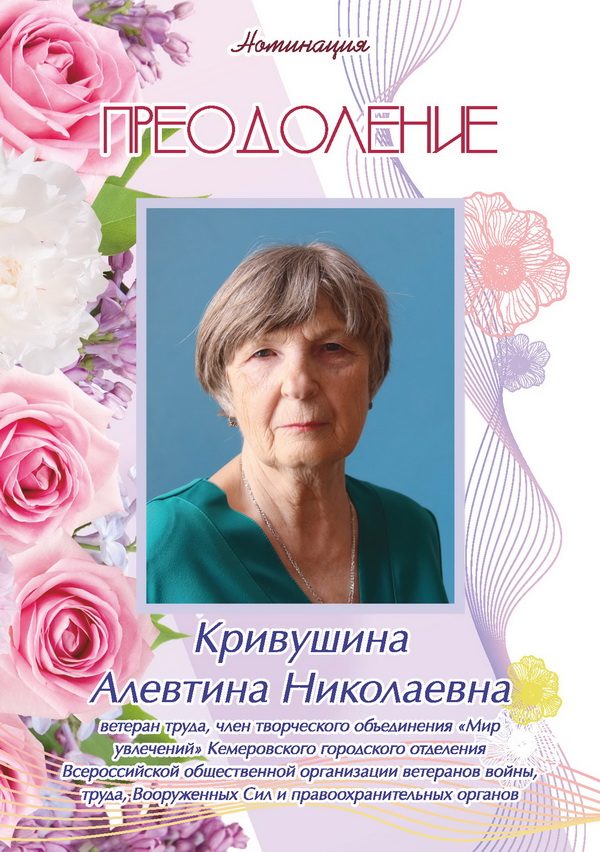 Номинация
ПРЕОДОЛЕНИЕ
Кривушина
Алевтина Николаевна
ветеран труда, член творческого объединения «Мир
увлечений» Кемеровского городского отделения
Всероссийской общественной организации ветеранов войны,
труда, Вооруженных Сил и правоохранительных органов